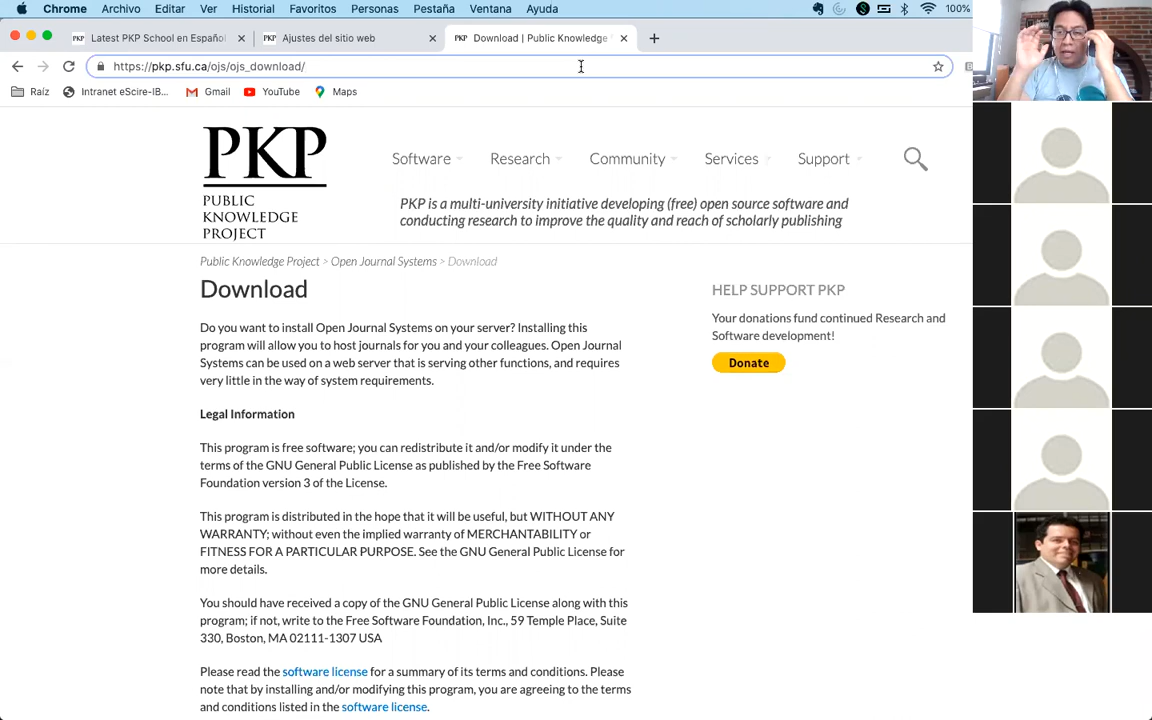 Chrome Archivo Editar Ver Historial Favoritos Personas Pestaña Ventana Ayuda 100%
PKP Latest PKP School en Español PKP Ajustes del sitio web PKP Download | Public Knowledge
https://pkp.sfu.ca/ojs/ojs_download/
Raíz Intranet eScire-IB... Gmail YouTube Maps
PKP
PUBLIC
KNOWLEDGE
PROJECT
Software Research Community Services Support
PKP is a multi-university initiative developing (free) open source software and
conducting research to improve the quality and reach of scholarly publishing
Public Knowledge Project > Open Journal Systems > Download
Download
Do you want to install Open Journal Systems on your server? Installing this
program will allow you to host journals for you and your colleagues. Open Journal
Systems can be used on a web server that is serving other functions, and requires
very little in the way of system requirements.
Legal Information
This program is free software; you can redistribute it and/or modify it under the
terms of the GNU General Public License as published by the Free Software
Foundation version 3 of the License.
This program is distributed in the hope that it will be useful, but WITHOUT ANY
WARRANTY; without even the implied warranty of MERCHANTABILITY or
FITNESS FOR A PARTICULAR PURPOSE. See the GNU General Public License for
more details.
You should have received a copy of the GNU General Public License along with this
program; if not, write to the Free Software Foundation, Inc., 59 Temple Place, Suite
330, Boston, MA 02111-1307 USA
Please read the software license for a summary of its terms and conditions. Please
note that by installing and/or modifying this program, you are agreeing to the terms
and conditions listed in the software license.
HELP SUPPORT PKP
Your donations fund continued Research and
Software development!
Donate